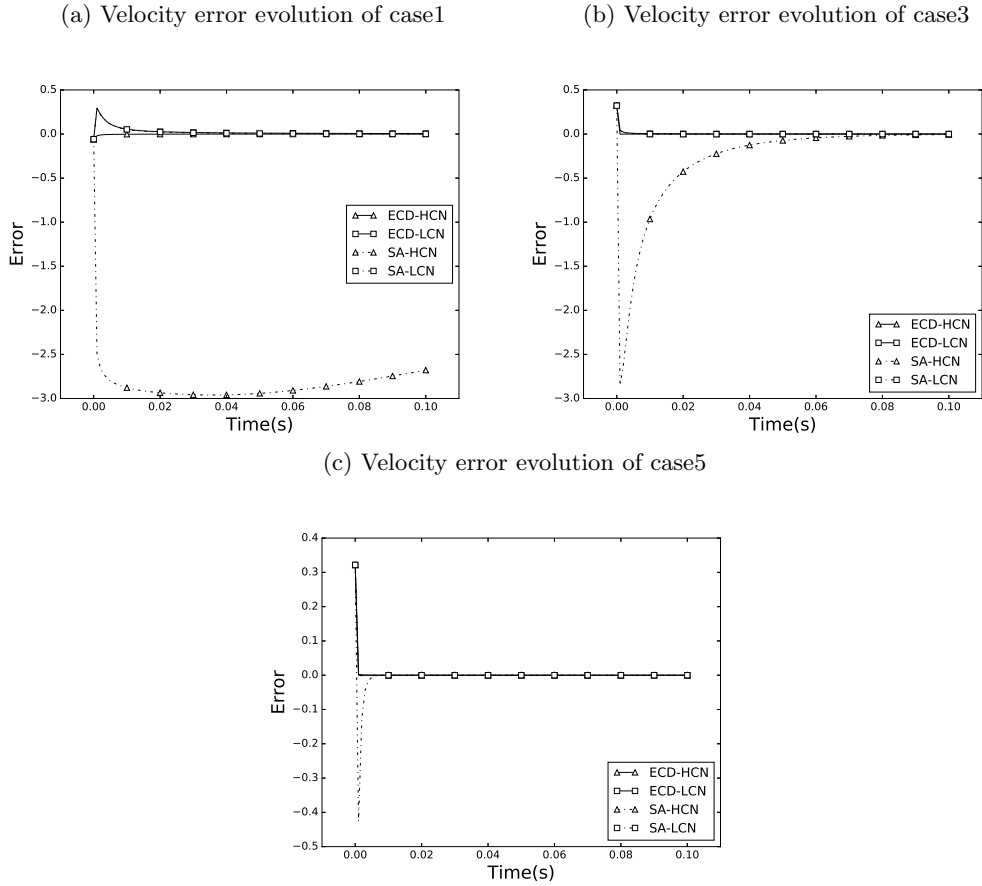 (a) Velocity error evolution of case1
(b) Velocity error evolution of case3
0.5
0.0
−0.5
−1.0
−1.5
−2.0
−2.5
−3.0
Error
0.00 0.02 0.04 0.06 0.08 0.10
Time(s)
ECD-HCN
ECD-LCN
SA-HCN
SA-LCN
0.5
0.0
−0.5
−1.0
−1.5
−2.0
−2.5
−3.0
Error
0.00 0.02 0.04 0.06 0.08 0.10
Time(s)
ECD-HCN
ECD-LCN
SA-HCN
SA-LCN
(c) Velocity error evolution of case5
0.4
0.3
0.2
0.1
0.0
−0.1
−0.2
−0.3
−0.4
−0.5
Error
0.00 0.02 0.04 0.06 0.08 0.10
Time(s)
ECD-HCN
ECD-LCN
SA-HCN
SA-LCN